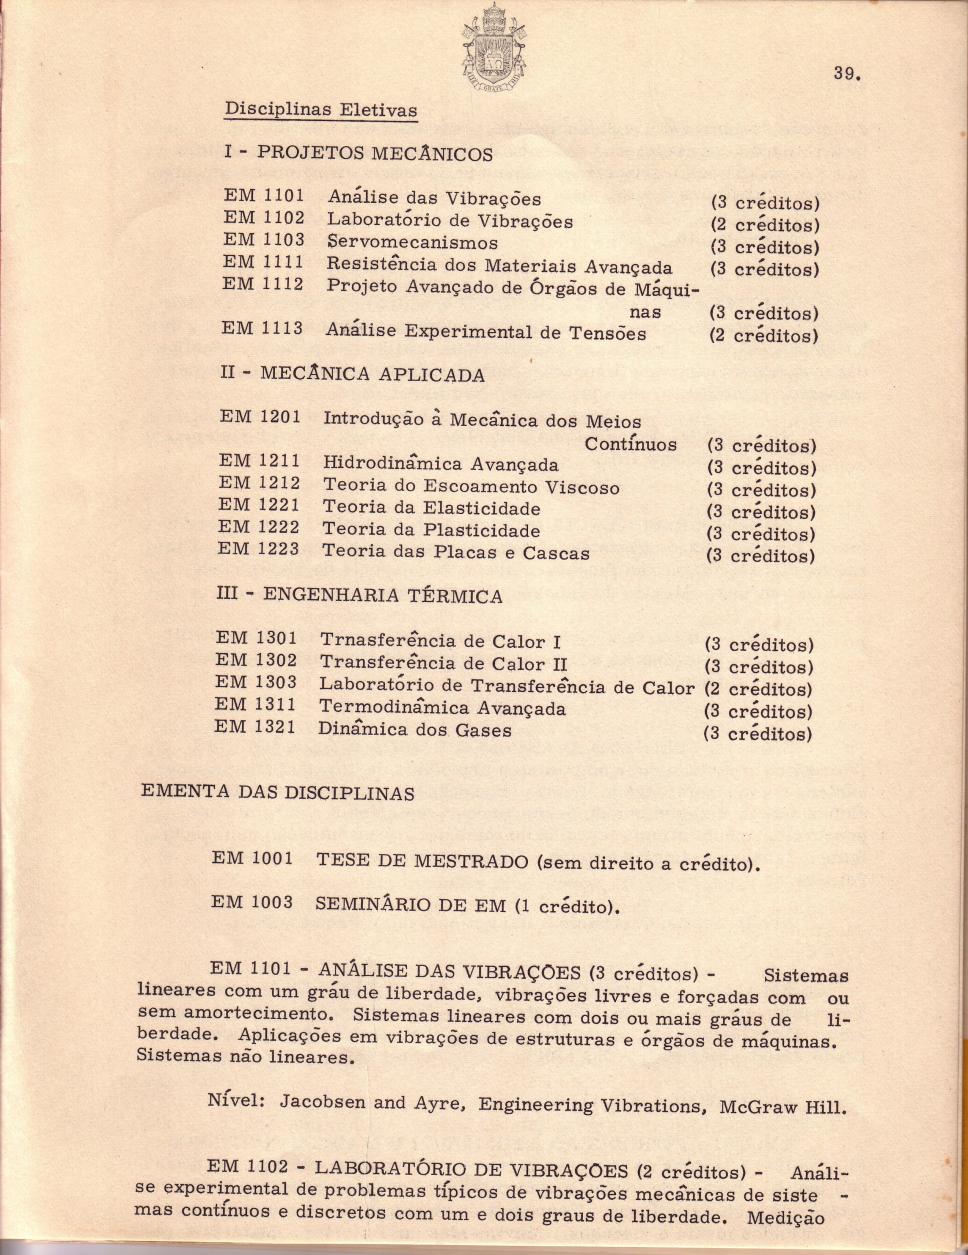 39.
Disciplinas Eletivas
I - PROJETOS MECÂNICOS
EM 1101 Análise das Vibrações (3 créditos)
EM 1102 Laboratório de Vibrações (2 créditos)
EM 1103 Servomecanismos (3 créditos)
EM 1111 Resistência dos Materiais Avançada (3 créditos)
EM 1112 Projeto Avançado de Órgãos de Máqui-
nas (3 créditos)
EM 1113 Análise Experimental de Tensões (2 créditos)
II - MECÂNICA APLICADA
EM 1201 Introdução à Mecânica dos Meios
Contínuos (3 créditos)
EM 1211 Hidrodinâmica Avançada (3 créditos)
EM 1212 Teoria do Escoamento Viscoso (3 créditos)
EM 1221 Teoria da Elasticidade (3 créditos)
EM 1222 Teoria da Plasticidade (3 créditos)
EM 1223 Teoria das Placas e Cascas (3 créditos)
III - ENGENHARIA TÉRMICA
EM 1301 Trnasferência de Calor I (3 créditos)
EM 1302 Transferência de Calor II (3 créditos)
EM 1303 Laboratório de Transferência de Calor (2 créditos)
EM 1311 Termodinâmica Avançada (3 créditos)
EM 1321 Dinâmica dos Gases (3 créditos)
EMENTA DAS DISCIPLINAS
EM 1001 TESE DE MESTRADO (sem direito a crédito).
EM 1003 SEMINÁRIO DE EM (1 crédito).
EM 1101 - ANÁLISE DAS VIBRAÇÕES (3 créditos) - Sistemas
lineares com um gráu de liberdade, vibrações livres e forçadas com ou
sem amortecimento. Sistemas lineares com dois ou mais gráus de li-
berdade. Aplicações em vibrações de estruturas e órgãos de máquinas.
Sistemas não lineares.
Nível: Jacobsen and Ayre, Engineering Vibrations, McGraw Hill.
EM 1102 - LABORATÓRIO DE VIBRAÇÕES (2 créditos) - Análi-
se experimental de problemas típicos de vibrações mecânicas de siste -
mas contínuos e discretos com um e dois graus de liberdade. Medição